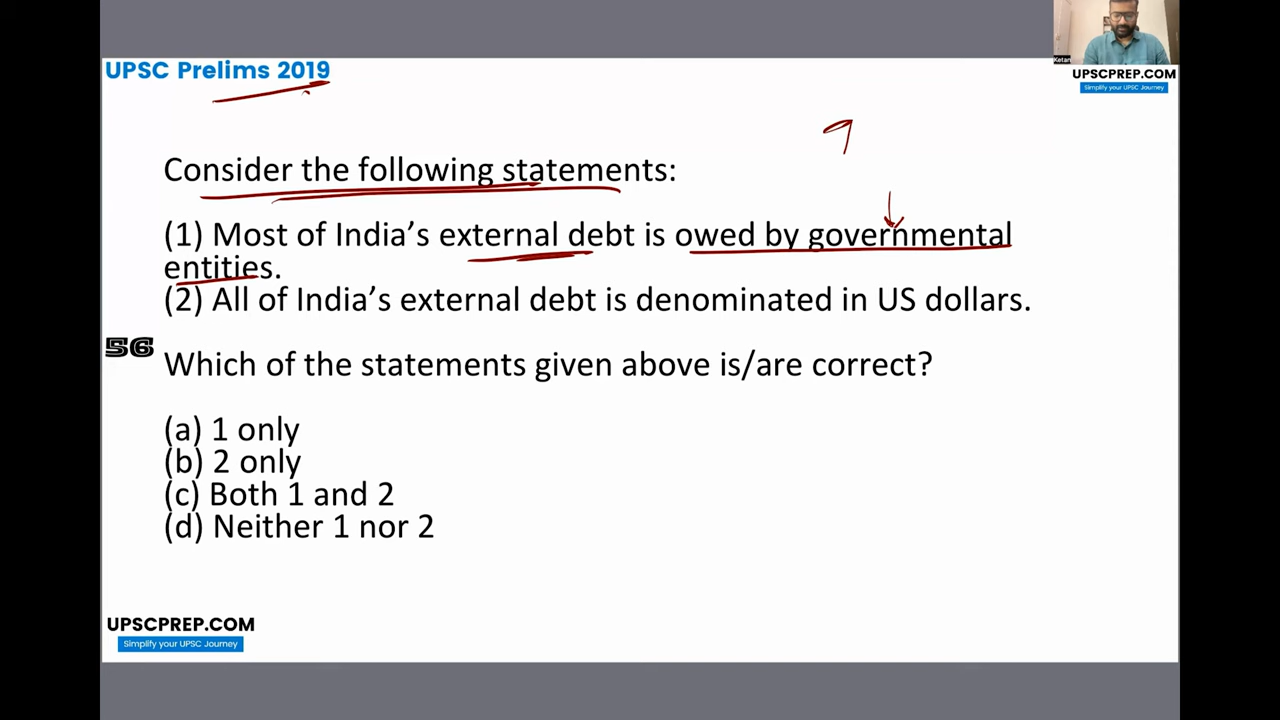 UPSC Prelims 2019
Ketan
UPSCPREP.COM
Simplify your UPSC Journey
Consider the following statements:
(1) Most of India's external debt is owed by governmental
entities.
(2) All of India's external debt is denominated in US dollars.
56
Which of the statements given above is/are correct?
(a) 1 only
(b) 2 only
(c) Both 1 and 2
(d) Neither 1 nor 2
UPSCPREP.COM
Simplify your UPSC Journey